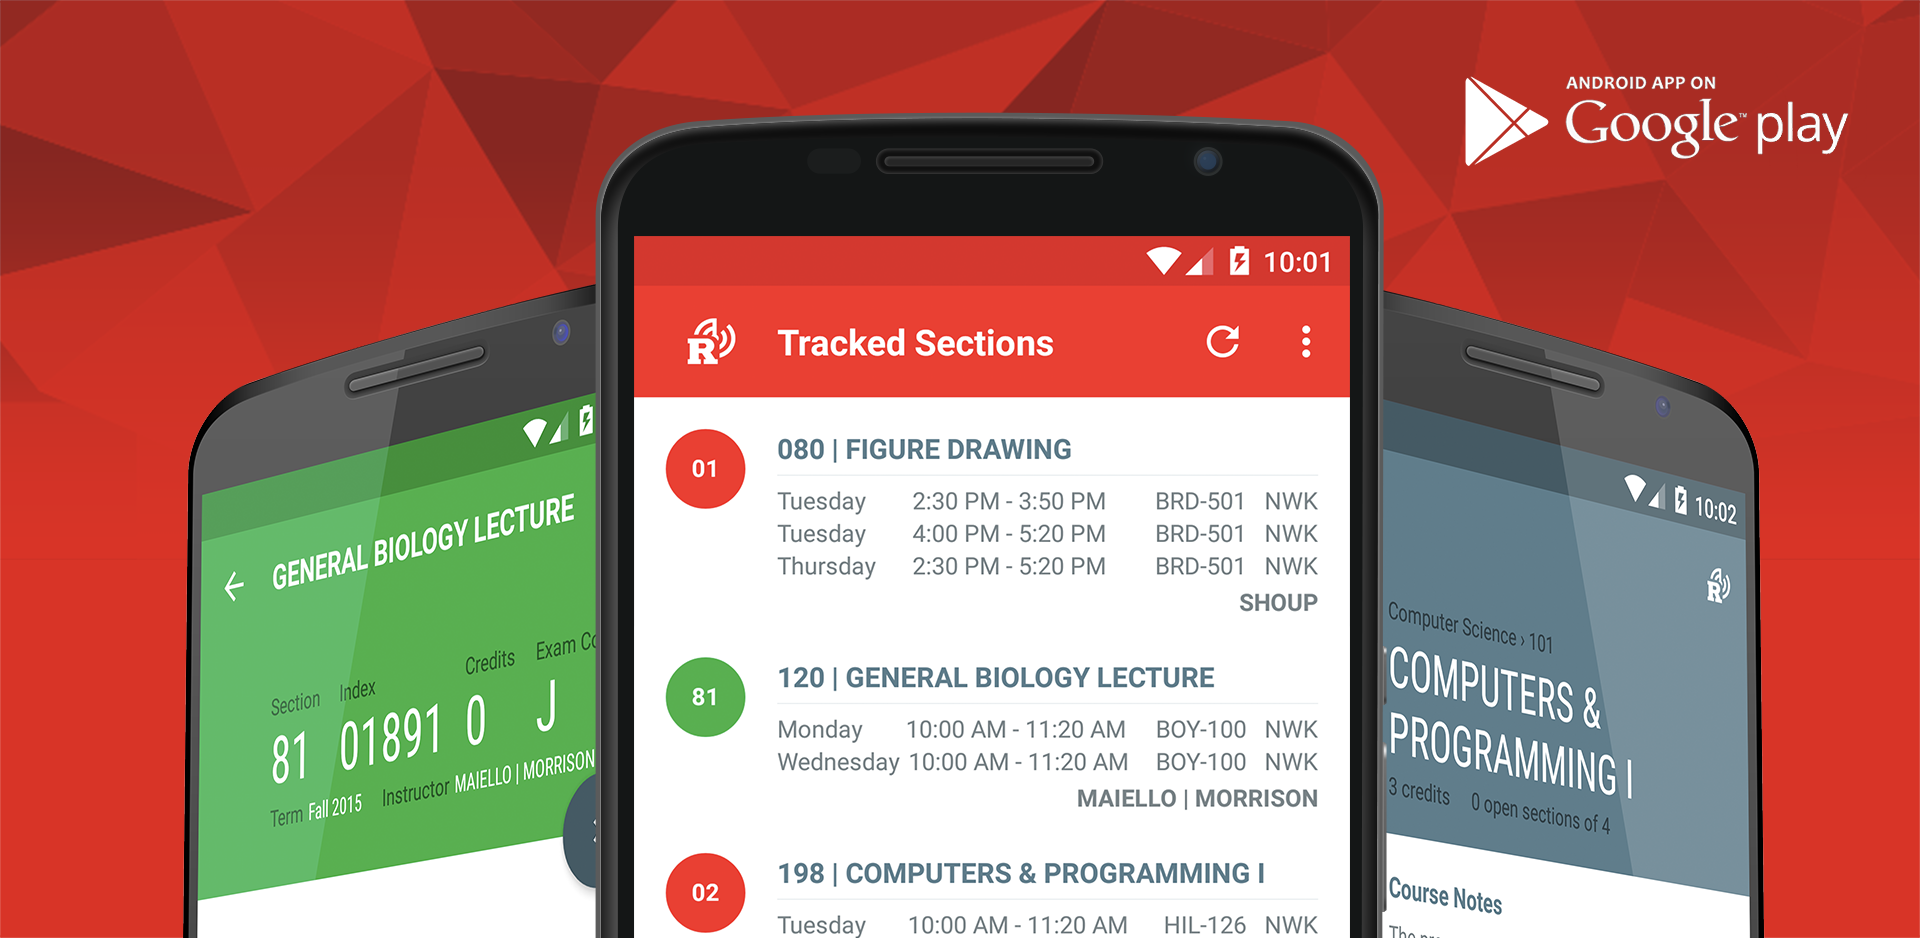 ANDROID APP ON
Google™ play
10:01
R
Tracked Sections
01
080 | FIGURE DRAWING
Tuesday 2:30 PM - 3:50 PM BRD-501 NWK
Tuesday 4:00 PM - 5:20 PM BRD-501 NWK
Thursday 2:30 PM - 5:20 PM BRD-501 NWK
SHOUP
81
120 | GENERAL BIOLOGY LECTURE
Monday 10:00 AM - 11:20 AM BOY-100 NWK
Wednesday 10:00 AM - 11:20 AM BOY-100 NWK
MAIELLO | MORRISON
02
198 | COMPUTERS & PROGRAMMING I
Tuesday 10:00 AM - 11:20 AM HIL-126 NWK
GENERAL BIOLOGY LECTURE
Section Index Credits Exam
81 01891 0 J
Term Fall 2015 Instructor MAIELLO | MORRISON
10:02
R
Computer Science › 101
COMPUTERS &
PROGRAMMING I
3 credits 0 open sections of 4
Course Notes
The